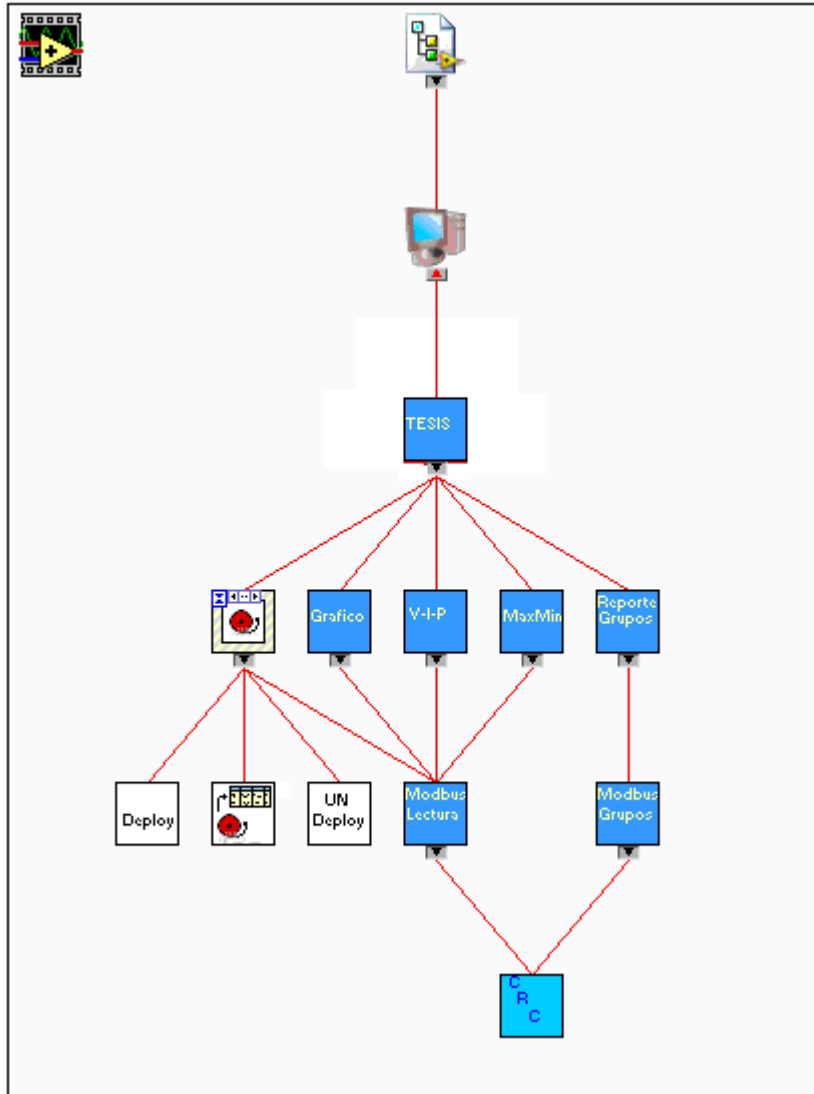 TESIS
Grafico
V-I-P
MaxMin
Reporte
Grupos
Deploy
UN
Deploy
Modbus
Lectura
Modbus
Grupos
C
R
C